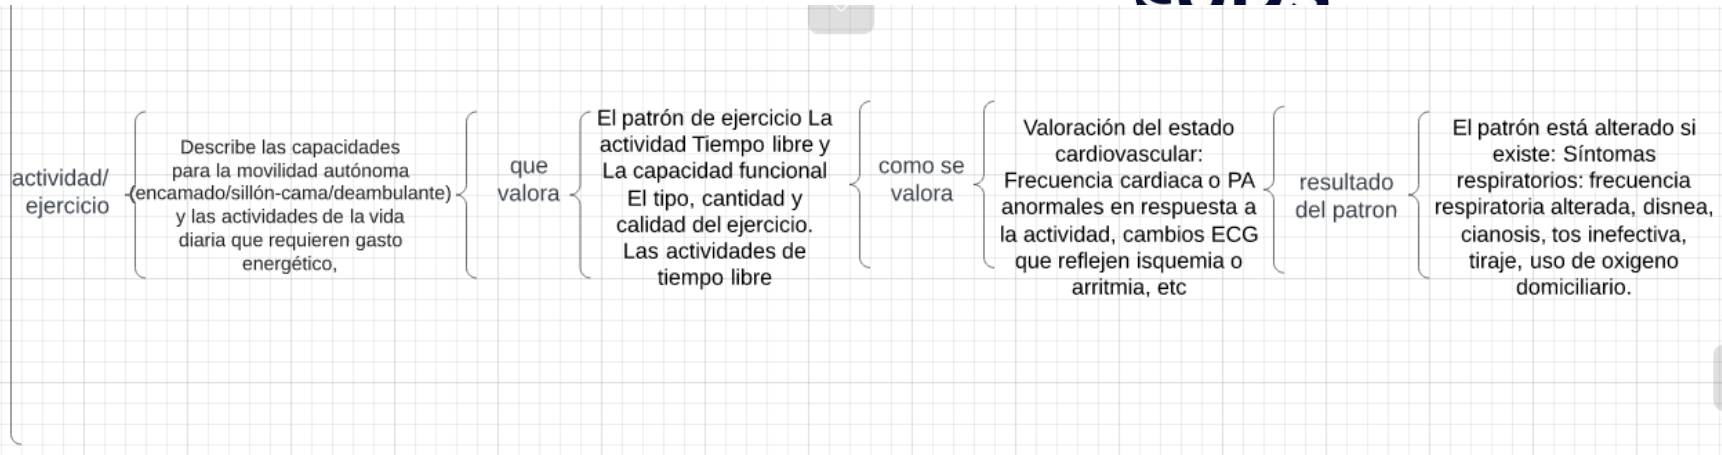 actividad/
ejercicio
Describe las capacidades
para la movilidad autónoma
(encamado/sillón-cama/deambulante)
y las actividades de la vida
diaria que requieren gasto
energético,
que
valora
El patrón de ejercicio La
actividad Tiempo libre y
La capacidad funcional
El tipo, cantidad y
calidad del ejercicio.
Las actividades de
tiempo libre
como se
valora
Valoración del estado
cardiovascular:
Frecuencia cardiaca o PA
anormales en respuesta a
la actividad, cambios ECG
que reflejen isquemia o
arritmia, etc
resultado
del patron
El patrón está alterado si
existe: Síntomas
respiratorios: frecuencia
respiratoria alterada, disnea,
cianosis, tos inefectiva,
tiraje, uso de oxigeno
domiciliario.